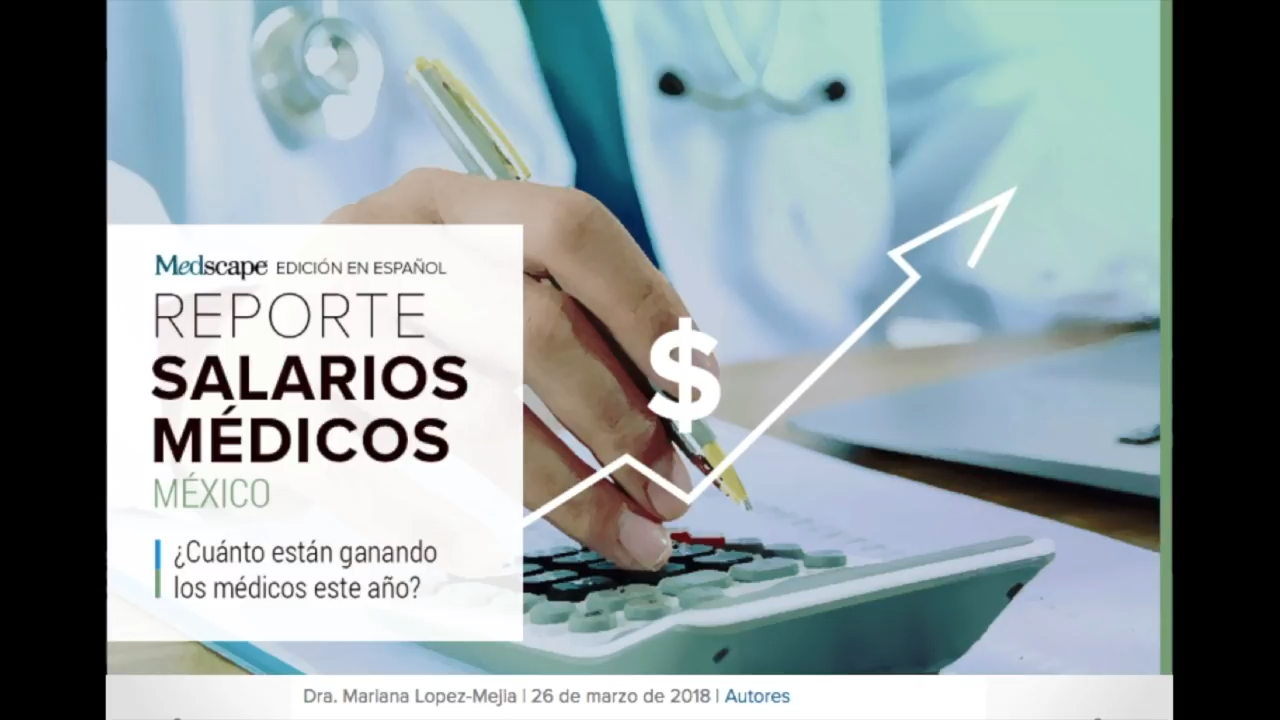 Medscape EDICIÓN EN ESPAÑOL
REPORTE
SALARIOS
MÉDICOS
MÉXICO
¿Cuánto están ganando
los médicos este año?
$
Dra. Mariana Lopez-Mejia | 26 de marzo de 2018 | Autores